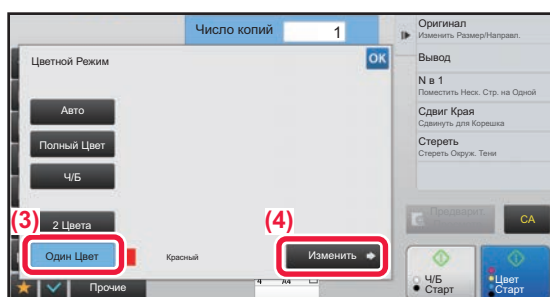 Число копий
1
Цветной Режим
OK
Авто
Полный Цвет
Ч/Б
(3)
2 Цвета
Один Цвет
Красный
(4)
Изменить
Прочие
A4
Оригинал
Изменить Размер/Направл.
Вывод
N в 1
Поместить Неск. Стр. на Одной
Сдвиг Края
Сдвинуть для Корешка
Стереть
Стереть Окруж. Тени
CA
Ч/Б
Старт
Цвет
Старт